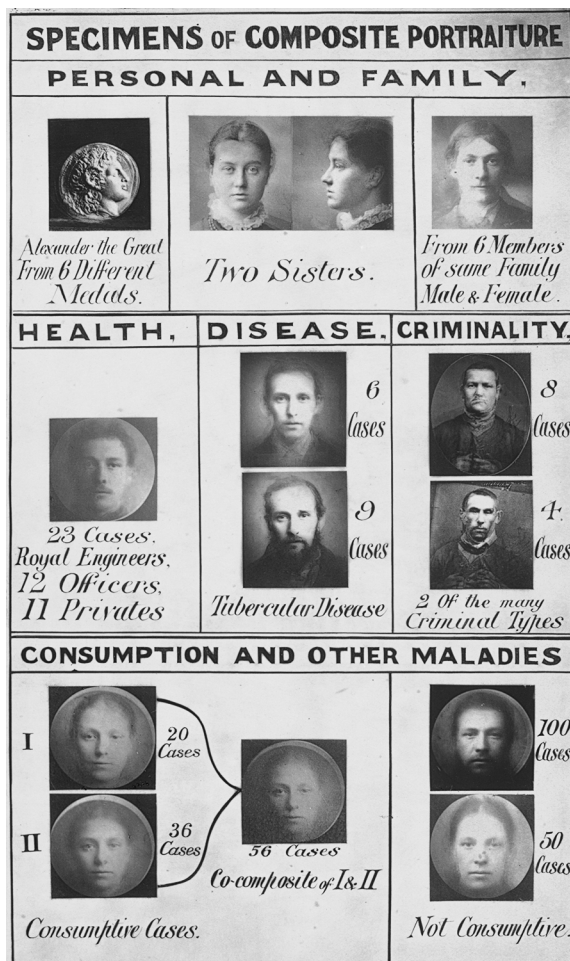 SPECIMENS OF COMPOSITE PORTRAITURE
PERSONAL AND FAMILY,
Alexander the Great
From 6 Different
Medals.
Two Sisters.
From 6 Members
of same Family
Male & Female.
HEALTH,
23 Cases.
Royal Engineers,
12 Officers,
11 Privates
DISEASE,
6
Cases
9
Cases
Tubercular Disease
CRIMINALITY,
8
Cases
4
Cases
2 Of the many
Criminal Types
CONSUMPTION AND OTHER MALADIES
I
20
Cases
II
36
Cases
Consumptive Cases.
56 Cases
Co-composite of I & II
100
Cases
50
Cases
Not Consumptive.